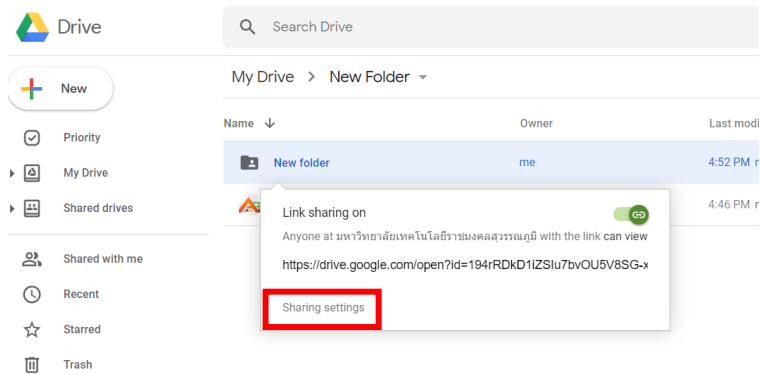 Drive
Search Drive
New
My Drive > New Folder
Name
Owner
Last modi
Priority
New folder
me
4:52 PM
My Drive
4:46 PM
Shared drives
Link sharing on
Anyone at มหาวิทยาลัยเทคโนโลยีราชมงคลสุวรรณภูมิ with the link can view
https://drive.google.com/open?id=194rRDkD1iZSIu7bvOU5V8SG-x
Sharing settings
Shared with me
Recent
Starred
Trash